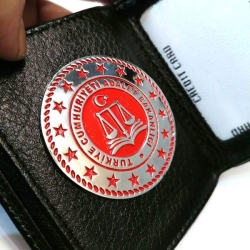 CREDIT CARD
TÜRKİYE CUMHURİYETİ ADALET BAKANLIĞI